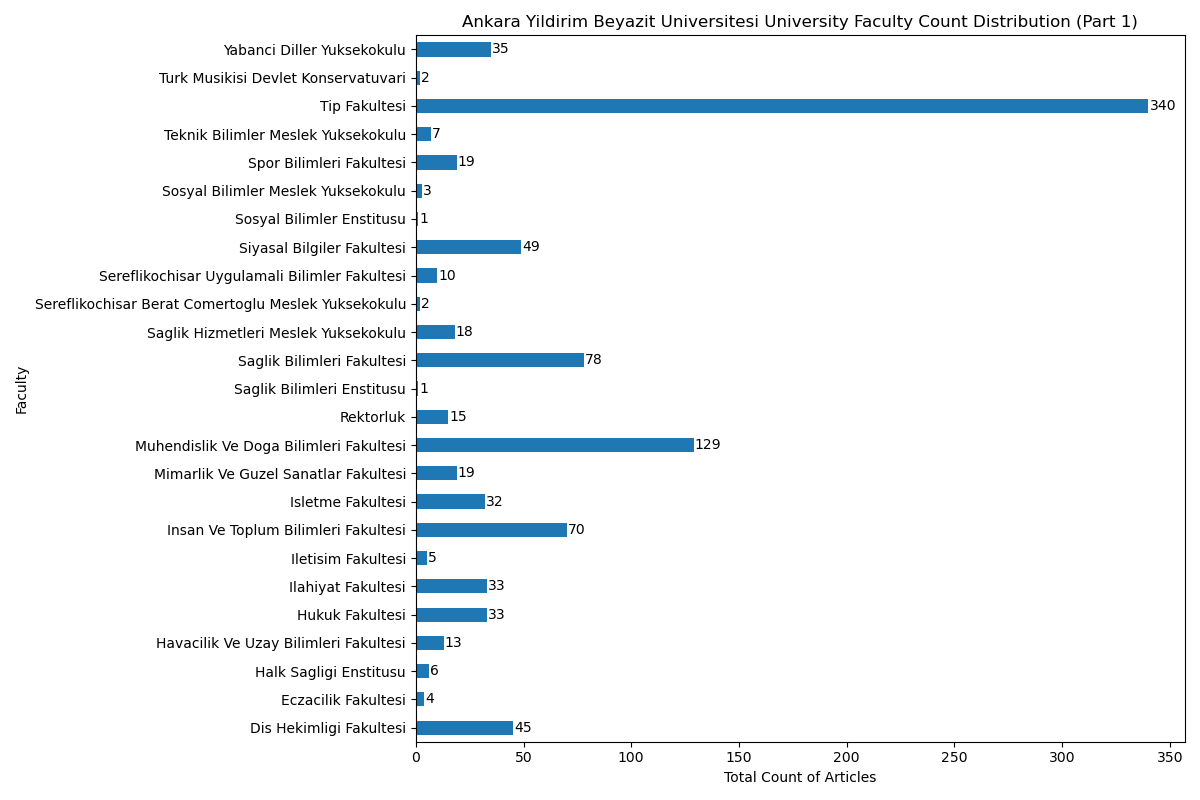 Ankara Yildirim Beyazit Universitesi University Faculty Count Distribution (Part 1)
Yabanci Diller Yuksekokulu 35
Turk Musikisi Devlet Konservatuvari 2
Tip Fakultesi 340
Teknik Bilimler Meslek Yuksekokulu 7
Spor Bilimleri Fakultesi 19
Sosyal Bilimler Meslek Yuksekokulu 3
Sosyal Bilimler Enstitusu 1
Siyasal Bilgiler Fakultesi 49
Sereflikochisar Uygulamali Bilimler Fakultesi 10
Sereflikochisar Berat Comertoglu Meslek Yuksekokulu 2
Saglik Hizmetleri Meslek Yuksekokulu 18
Saglik Bilimleri Fakultesi 78
Saglik Bilimleri Enstitusu 1
Rektorluk 15
Muhendislik Ve Doga Bilimleri Fakultesi 129
Mimarlik Ve Guzel Sanatlar Fakultesi 19
Isletme Fakultesi 32
Insan Ve Toplum Bilimleri Fakultesi 70
Iletisim Fakultesi 5
Ilahiyat Fakultesi 33
Hukuk Fakultesi 33
Havacilik Ve Uzay Bilimleri Fakultesi 13
Halk Sagligi Enstitusu 6
Eczacilik Fakultesi 4
Dis Hekimligi Fakultesi 45
0 50 100 150 200 250 300 350
Total Count of Articles
Faculty